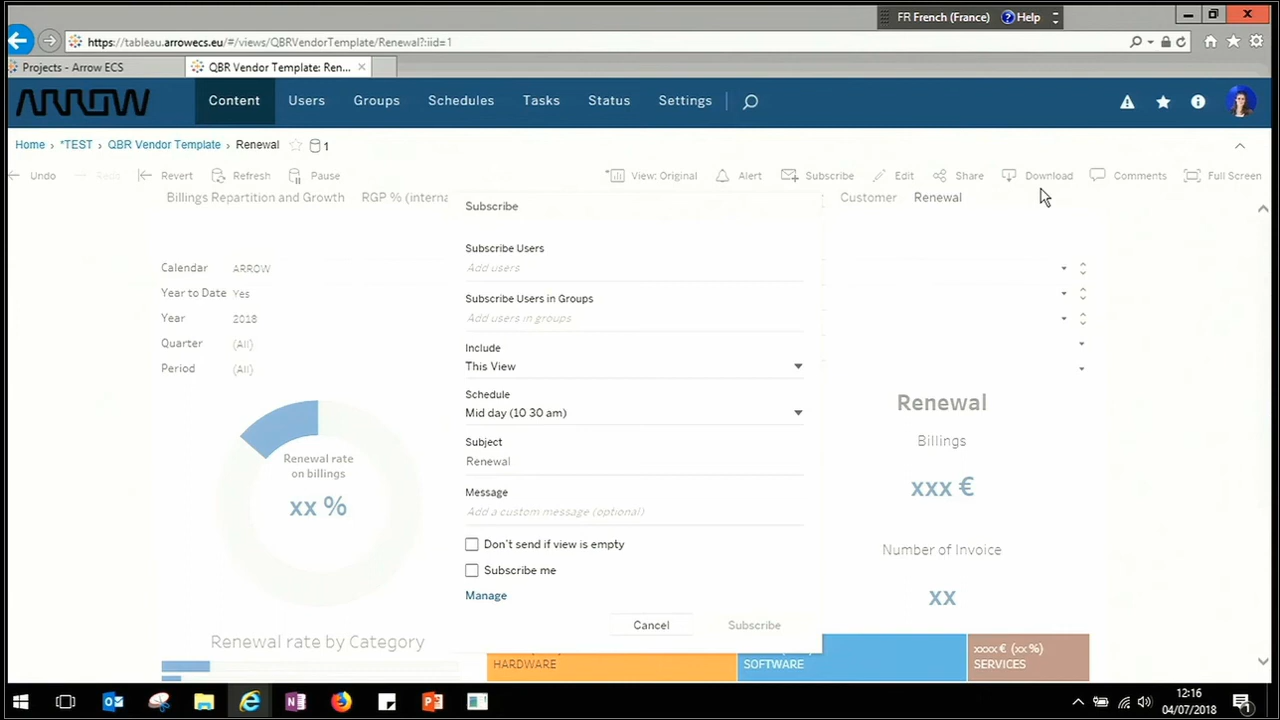 FR French (France) Help
https://tableau.arrowecs.eu/#/views/QBRVendorTemplate/Renewal?:iid=1
Projects - Arrow ECS
QBR Vendor Template: Ren...
ARROW
Content
Users
Groups
Schedules
Tasks
Status
Settings
Home › *TEST › QBR Vendor Template › Renewal 1
Undo
Redo
Revert
Refresh
Pause
View: Original
Alert
Subscribe
Edit
Share
Download
Comments
Full Screen
Billings Repartition and Growth
RGP % (interna
Customer
Renewal
Calendar ARROW
Year to Date Yes
Year 2018
Quarter (All)
Period (All)
Renewal rate
on billings
xx %
Renewal rate by Category
Subscribe
Subscribe Users
Add users
Subscribe Users in Groups
Add users in groups
Include
This View
Schedule
Mid day (10 30 am)
Subject
Renewal
Message
Add a custom message (optional)
Don't send if view is empty
Subscribe me
Manage
Cancel
Subscribe
Renewal
Billings
xxx €
Number of Invoice
xx
HARDWARE
SOFTWARE
xxxx € (xx %)
SERVICES
12:16
04/07/2018
1